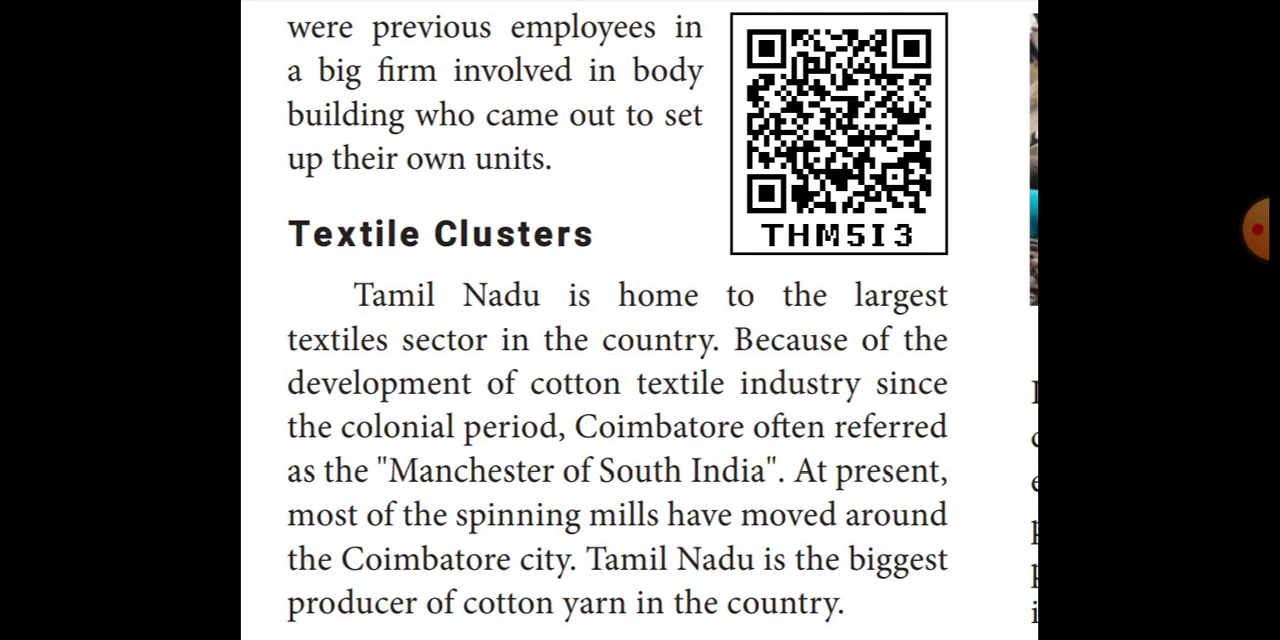 were previous employees in
a big firm involved in body
building who came out to set
up their own units.
THM5I3
Textile Clusters
Tamil Nadu is home to the largest
textiles sector in the country. Because of the
development of cotton textile industry since
the colonial period, Coimbatore often referred
as the "Manchester of South India". At present,
most of the spinning mills have moved around
the Coimbatore city. Tamil Nadu is the biggest
producer of cotton yarn in the country.